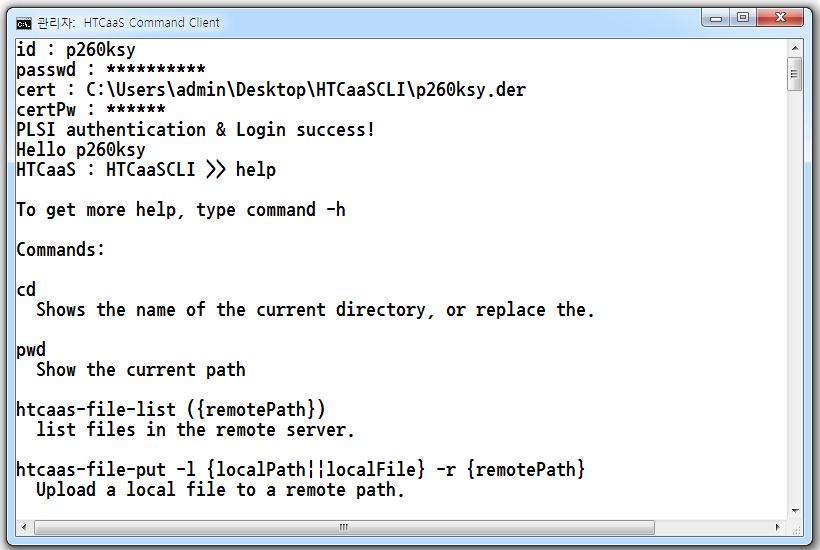 관리자: HTCaaS Command Client
id : p260ksy
passwd : **********
cert : C:\Users\admin\Desktop\HTCaaSCLI\p260ksy.der
certPw : ******
PLSI authentication & Login success!
Hello p260ksy
HTCaaS : HTCaaSCLI >> help
To get more help, type command -h
Commands:
cd
Shows the name of the current directory, or replace the.
pwd
Show the current path
htcaas-file-list ({remotePath})
list files in the remote server.
htcaas-file-put -l {localPath||localFile} -r {remotePath}
Upload a local file to a remote path.